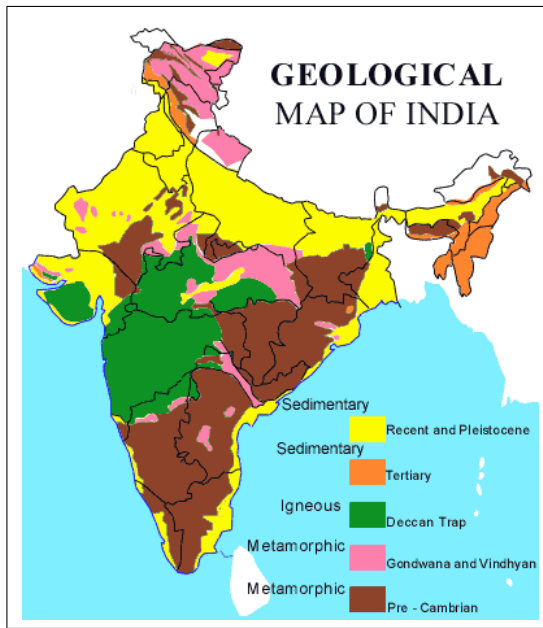 GEOLOGICAL
MAP OF INDIA
Sedimentary
Recent and Pleistocene
Sedimentary
Tertiary
Igneous
Deccan Trap
Metamorphic
Gondwana and Vindhyan
Metamorphic
Pre - Cambrian